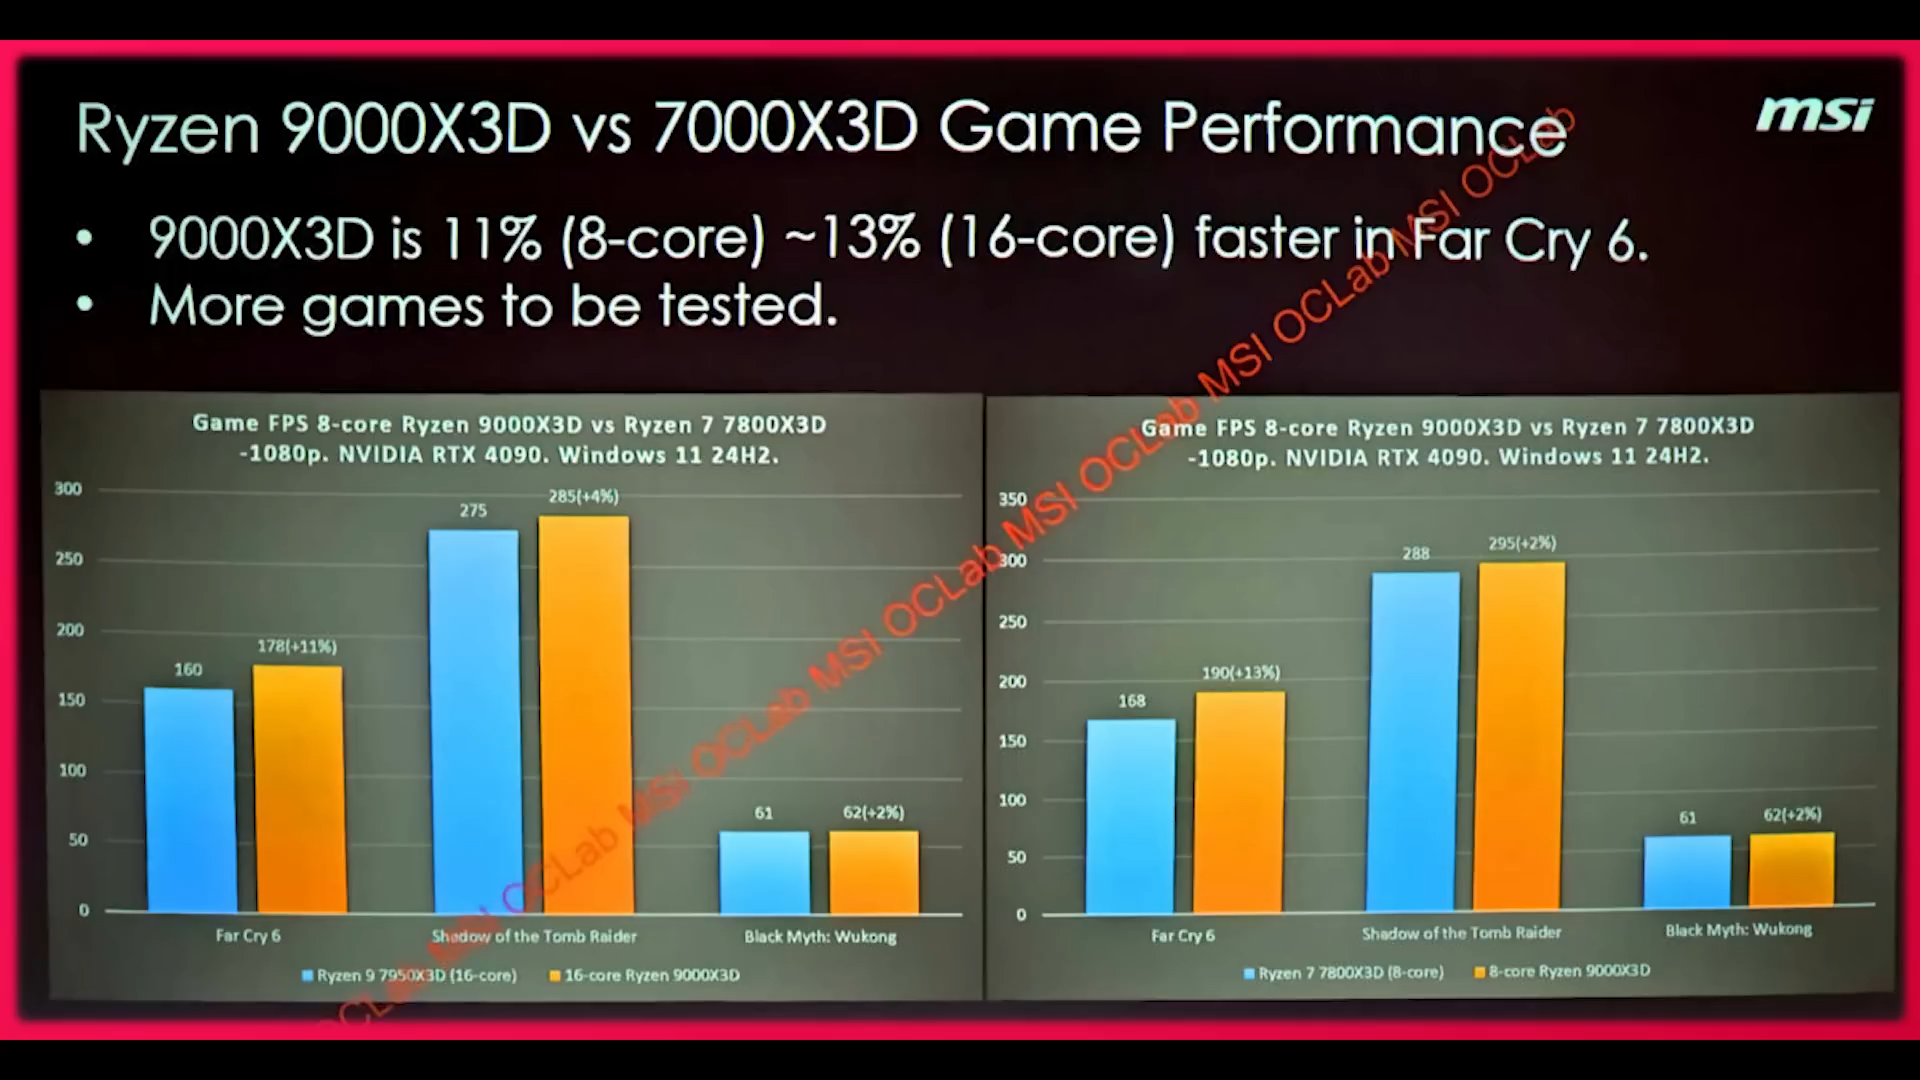 Ryzen 9000X3D vs 7000X3D Game Performance
msi
• 9000X3D is 11% (8-core) ~13% (16-core) faster in Far Cry 6.
• More games to be tested.
Game FPS 8-core Ryzen 9000X3D vs Ryzen 7 7800X3D
-1080p. NVIDIA RTX 4090. Windows 11 24H2.
300
250
200
150
100
50
0
160
178(+11%)
275
285(+4%)
61
62(+2%)
Far Cry 6
Shadow of the Tomb Raider
Black Myth: Wukong
Ryzen 9 7950X3D (16-core)
16-core Ryzen 9000X3D
Game FPS 8-core Ryzen 9000X3D vs Ryzen 7 7800X3D
-1080p. NVIDIA RTX 4090. Windows 11 24H2.
350
300
250
200
150
100
50
0
168
190(+13%)
288
295(+2%)
61
62(+2%)
Far Cry 6
Shadow of the Tomb Raider
Black Myth: Wukong
Ryzen 7 7800X3D (8-core)
8-core Ryzen 9000X3D
OCLab MSI OCLab MSI OCLab MSI OCLab MSI OCLab MSI OCLab MSI OCLab MSI OCLab